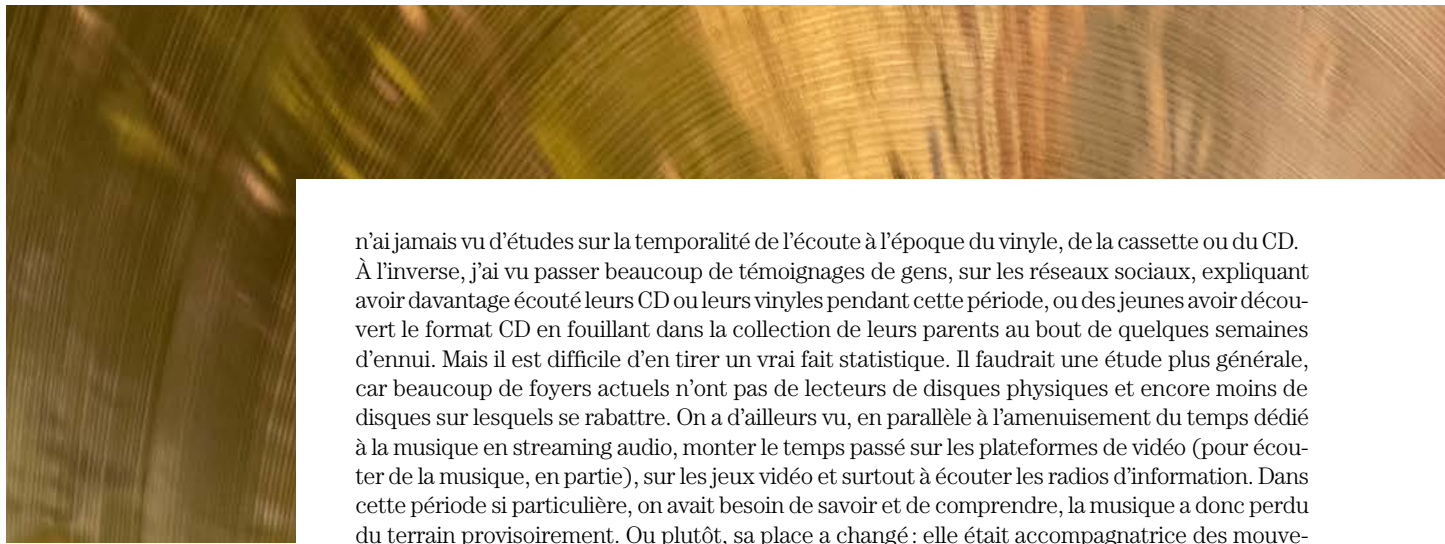 n'ai jamais vu d'études sur la temporalité de l'écoute à l'époque du vinyle, de la cassette ou du CD.
À l'inverse, j'ai vu passer beaucoup de témoignages de gens, sur les réseaux sociaux, expliquant
avoir davantage écouté leurs CD ou leurs vinyles pendant cette période, ou des jeunes avoir décou-
vert le format CD en fouillant dans la collection de leurs parents au bout de quelques semaines
d'ennui. Mais il est difficile d'en tirer un vrai fait statistique. Il faudrait une étude plus générale,
car beaucoup de foyers actuels n'ont pas de lecteurs de disques physiques et encore moins de
disques sur lesquels se rabattre. On a d'ailleurs vu, en parallèle à l'amenuisement du temps dédié
à la musique en streaming audio, monter le temps passé sur les plateformes de vidéo (pour écou-
ter de la musique, en partie), sur les jeux vidéo et surtout à écouter les radios d'information. Dans
cette période si particulière, on avait besoin de savoir et de comprendre, la musique a donc perdu
du terrain provisoirement. Ou plutôt, sa place a changé : elle était accompagnatrice des mouve-